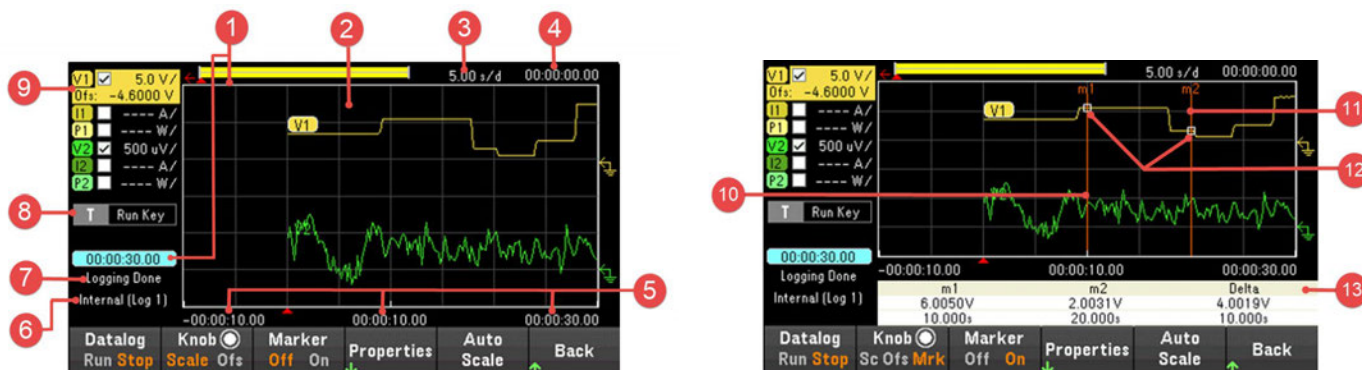 1
2
3
4
5.00 s/d 00:00:00.00
9
V1 5.0 V/
Ofs: -4.6000 V
I1 ---- A/
P1 ---- W/
V2 500 uV/
I2 ---- A/
P2 ---- W/
V1
8
T Run Key
00:00:30.00
7
Logging Done
6
Internal (Log 1)
5
-00:00:10.00 00:00:10.00 00:00:30.00
Datalog Knob Marker Properties Auto Back
Run Stop Scale Ofs Off On Scale
5.00 s/d 00:00:00.00
V1 5.0 V/
Ofs: -4.6000 V
m1 m2
I1 ---- A/
P1 ---- W/
V2 500 uV/
I2 ---- A/
P2 ---- W/
V1
11
12
10
T Run Key
00:00:30.00
Logging Done
Internal (Log 1)
-00:00:10.00 00:00:10.00 00:00:30.00
13
m1 m2 Delta
6.0050V 2.0031V 4.0019V
10.000s 20.000s 10.000s
Datalog Knob Marker Properties Auto Back
Run Stop Sc Ofs Mrk Off On Scale